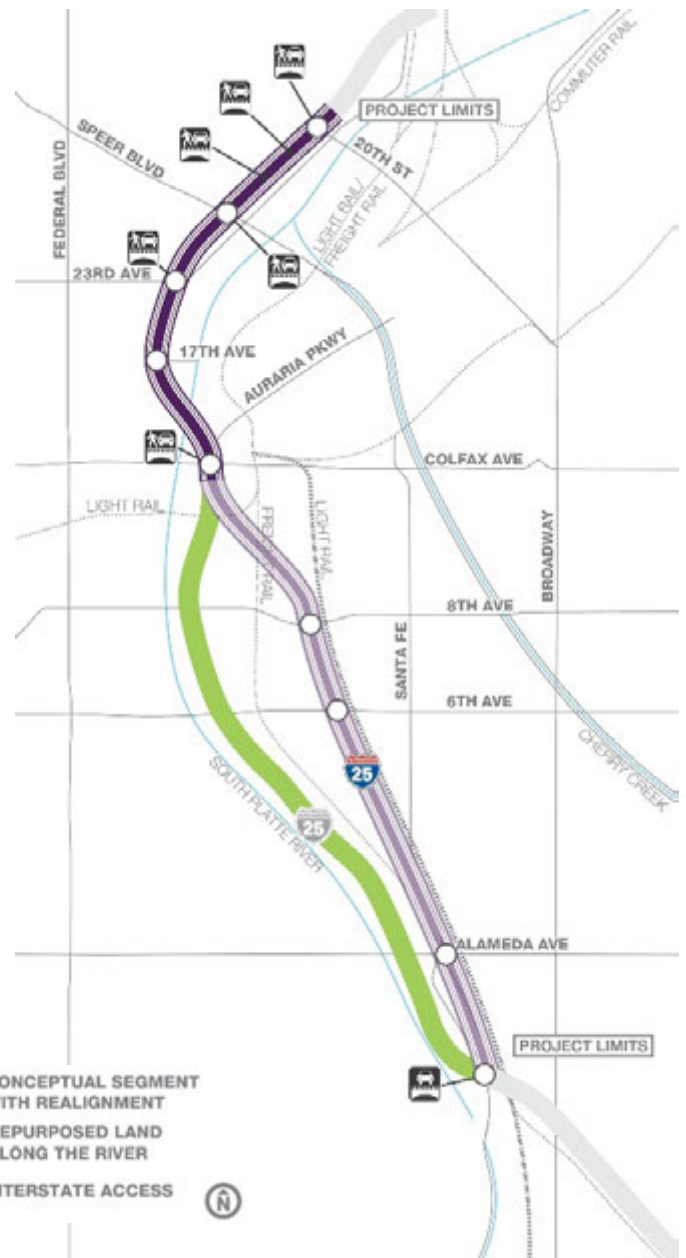 COMMUTER RAIL
PROJECT LIMITS
SPEER BLVD
20TH ST
FEDERAL BLVD
LIGHT RAIL/
FREIGHT RAIL
23RD AVE
17TH AVE
AURARIA PKWY
COLFAX AVE
LIGHT RAIL
FREIGHT RAIL
LIGHT RAIL
BROADWAY
8TH AVE
SANTA FE
6TH AVE
25
CHERRY CREEK
25
SOUTH PLATTE RIVER
ALAMEDA AVE
PROJECT LIMITS
ONCEPTUAL SEGMENT
ITH REALIGNMENT
EPURPOSED LAND
LONG THE RIVER
NTERSTATE ACCESS
N